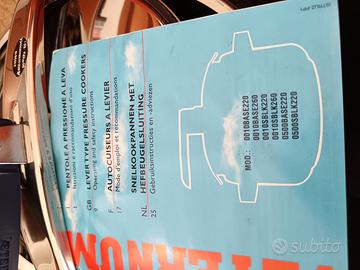 I PENTOLE A PRESSIONE A LEVA
1 Istruzioni e raccomandazioni d'uso
GB LEVER TYPE PRESSURE COOKERS
9 Operating and safety instructions
F AUTOCUISEURS A LEVIER
17 Mode d'emploi et recommandations
NL SNELKOOKPANNEN MET
HEFBEUGELSLUITING
25 Gebruiksinstructies en -adviezen
MOD.: 0010BASE220
0010BASE260
0010SBLK220
0010SBLK260
0500BASE220
0500SBLK220
subito